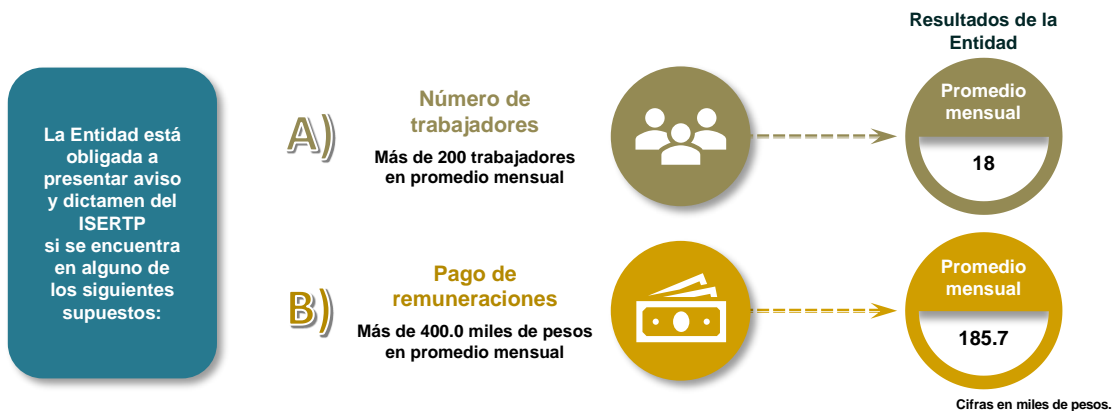 La Entidad está
obligada a
presentar aviso
y dictamen del
ISERTP
si se encuentra
en alguno de
los siguientes
supuestos:
Resultados de la
Entidad
A)
Número de
trabajadores
Más de 200 trabajadores
en promedio mensual
Promedio
mensual
18
B)
Pago de
remuneraciones
Más de 400.0 miles de pesos
en promedio mensual
Promedio
mensual
185.7
Cifras en miles de pesos.